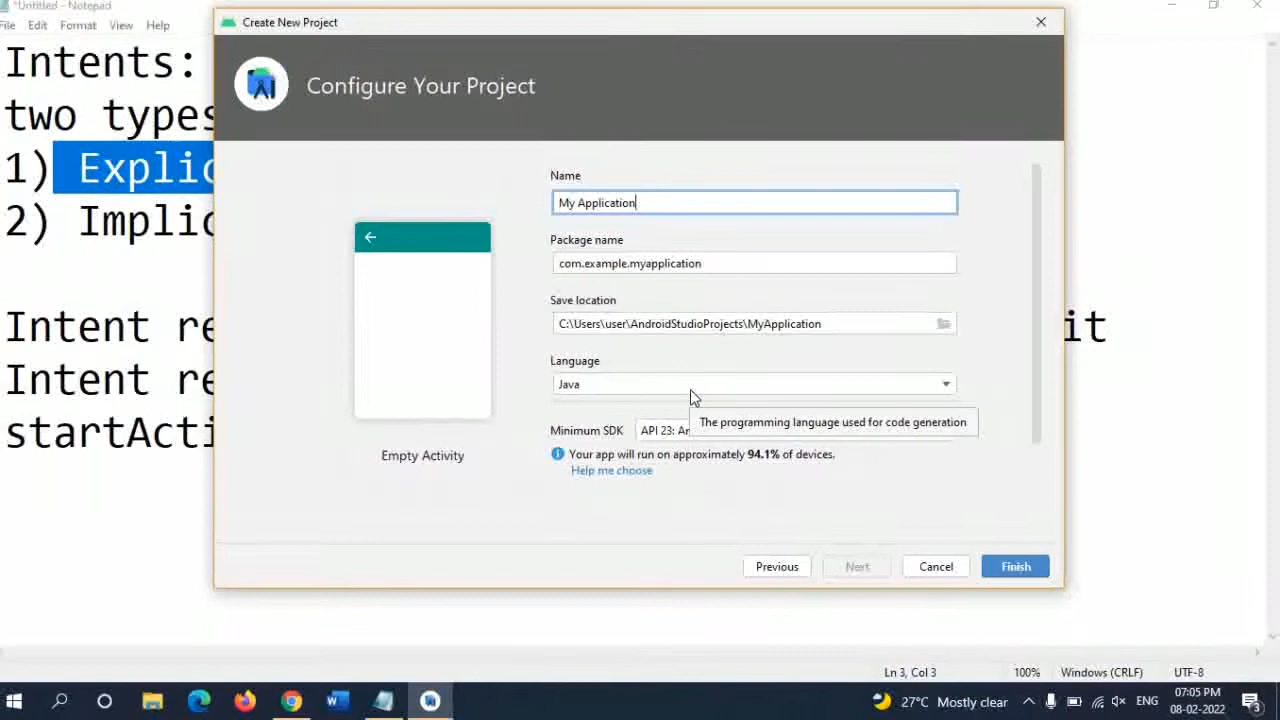 *Untitled - Notepad
File Edit Format View Help
Intents:
two types
1) Explic
2) Implic
Intent re
it
Intent re
startActi
Create New Project
Configure Your Project
Name
My Application
Package name
com.example.myapplication
Save location
C:\Users\user\AndroidStudioProjects\MyApplication
Language
Java
The programming language used for code generation
Minimum SDK
API 23: An
Your app will run on approximately 94.1% of devices.
Help me choose
Empty Activity
Previous
Next
Cancel
Finish
Ln 3, Col 3
100%
Windows (CRLF)
UTF-8
27°C Mostly clear
ENG
07:05 PM
08-02-2022
3